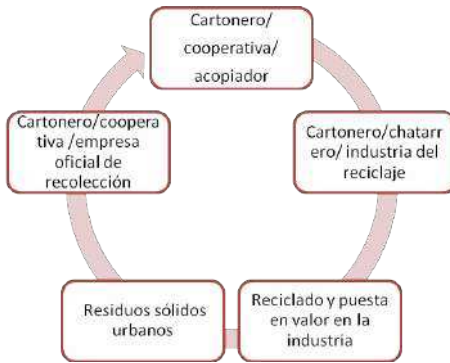 Cartonero/
cooperativa/
acopiador
Cartonero/coopera
tiva /empresa
oficial de
recolección
Cartonero/chatarr
ero/ industria del
reciclaje
Residuos sólidos
urbanos
Reciclado y puesta
en valor en la
industria